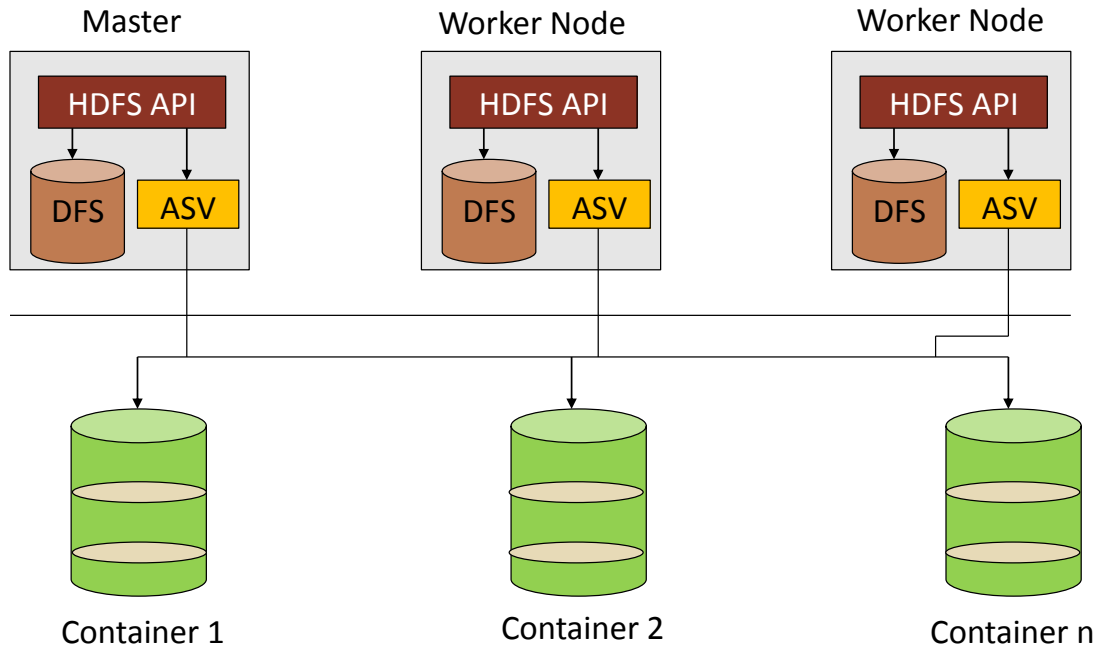 Master
Worker Node
Worker Node
HDFS API
HDFS API
HDFS API
DFS
ASV
DFS
ASV
DFS
ASV
Container 1
Container 2
Container n